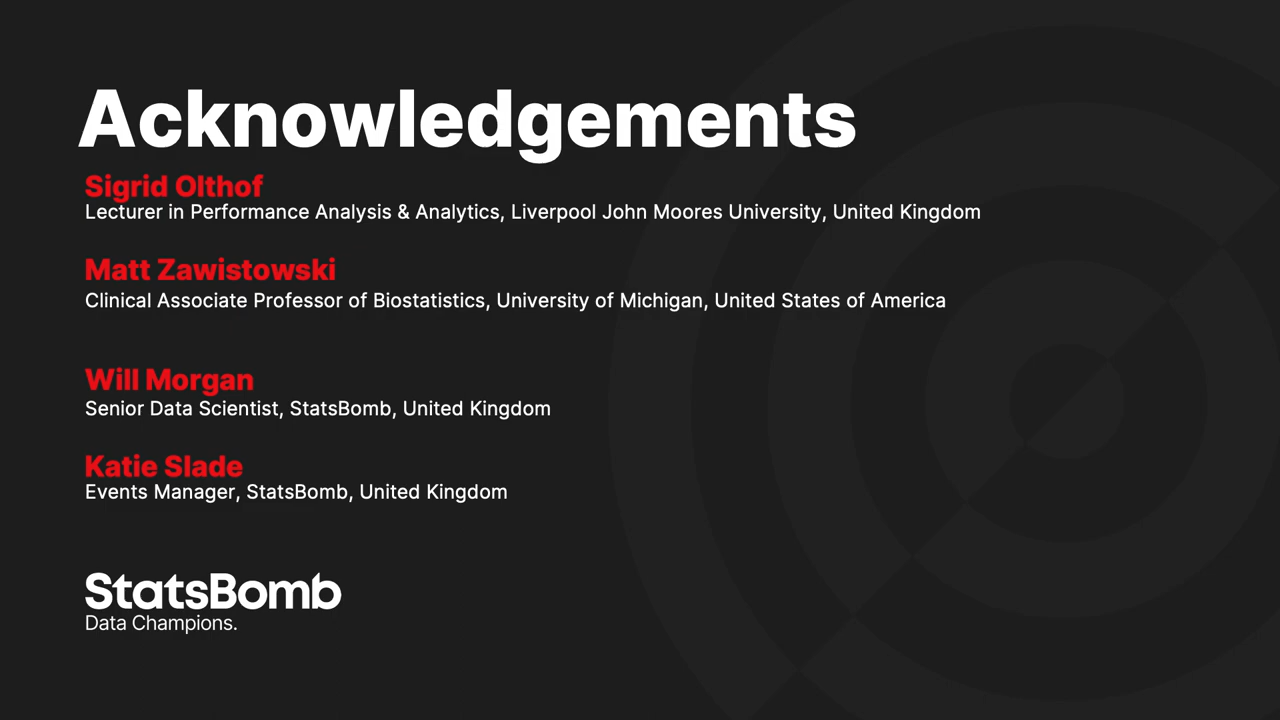 Acknowledgements
Sigrid Olthof
Lecturer in Performance Analysis & Analytics, Liverpool John Moores University, United Kingdom
Matt Zawistowski
Clinical Associate Professor of Biostatistics, University of Michigan, United States of America
Will Morgan
Senior Data Scientist, StatsBomb, United Kingdom
Katie Slade
Events Manager, StatsBomb, United Kingdom
StatsBomb
Data Champions.